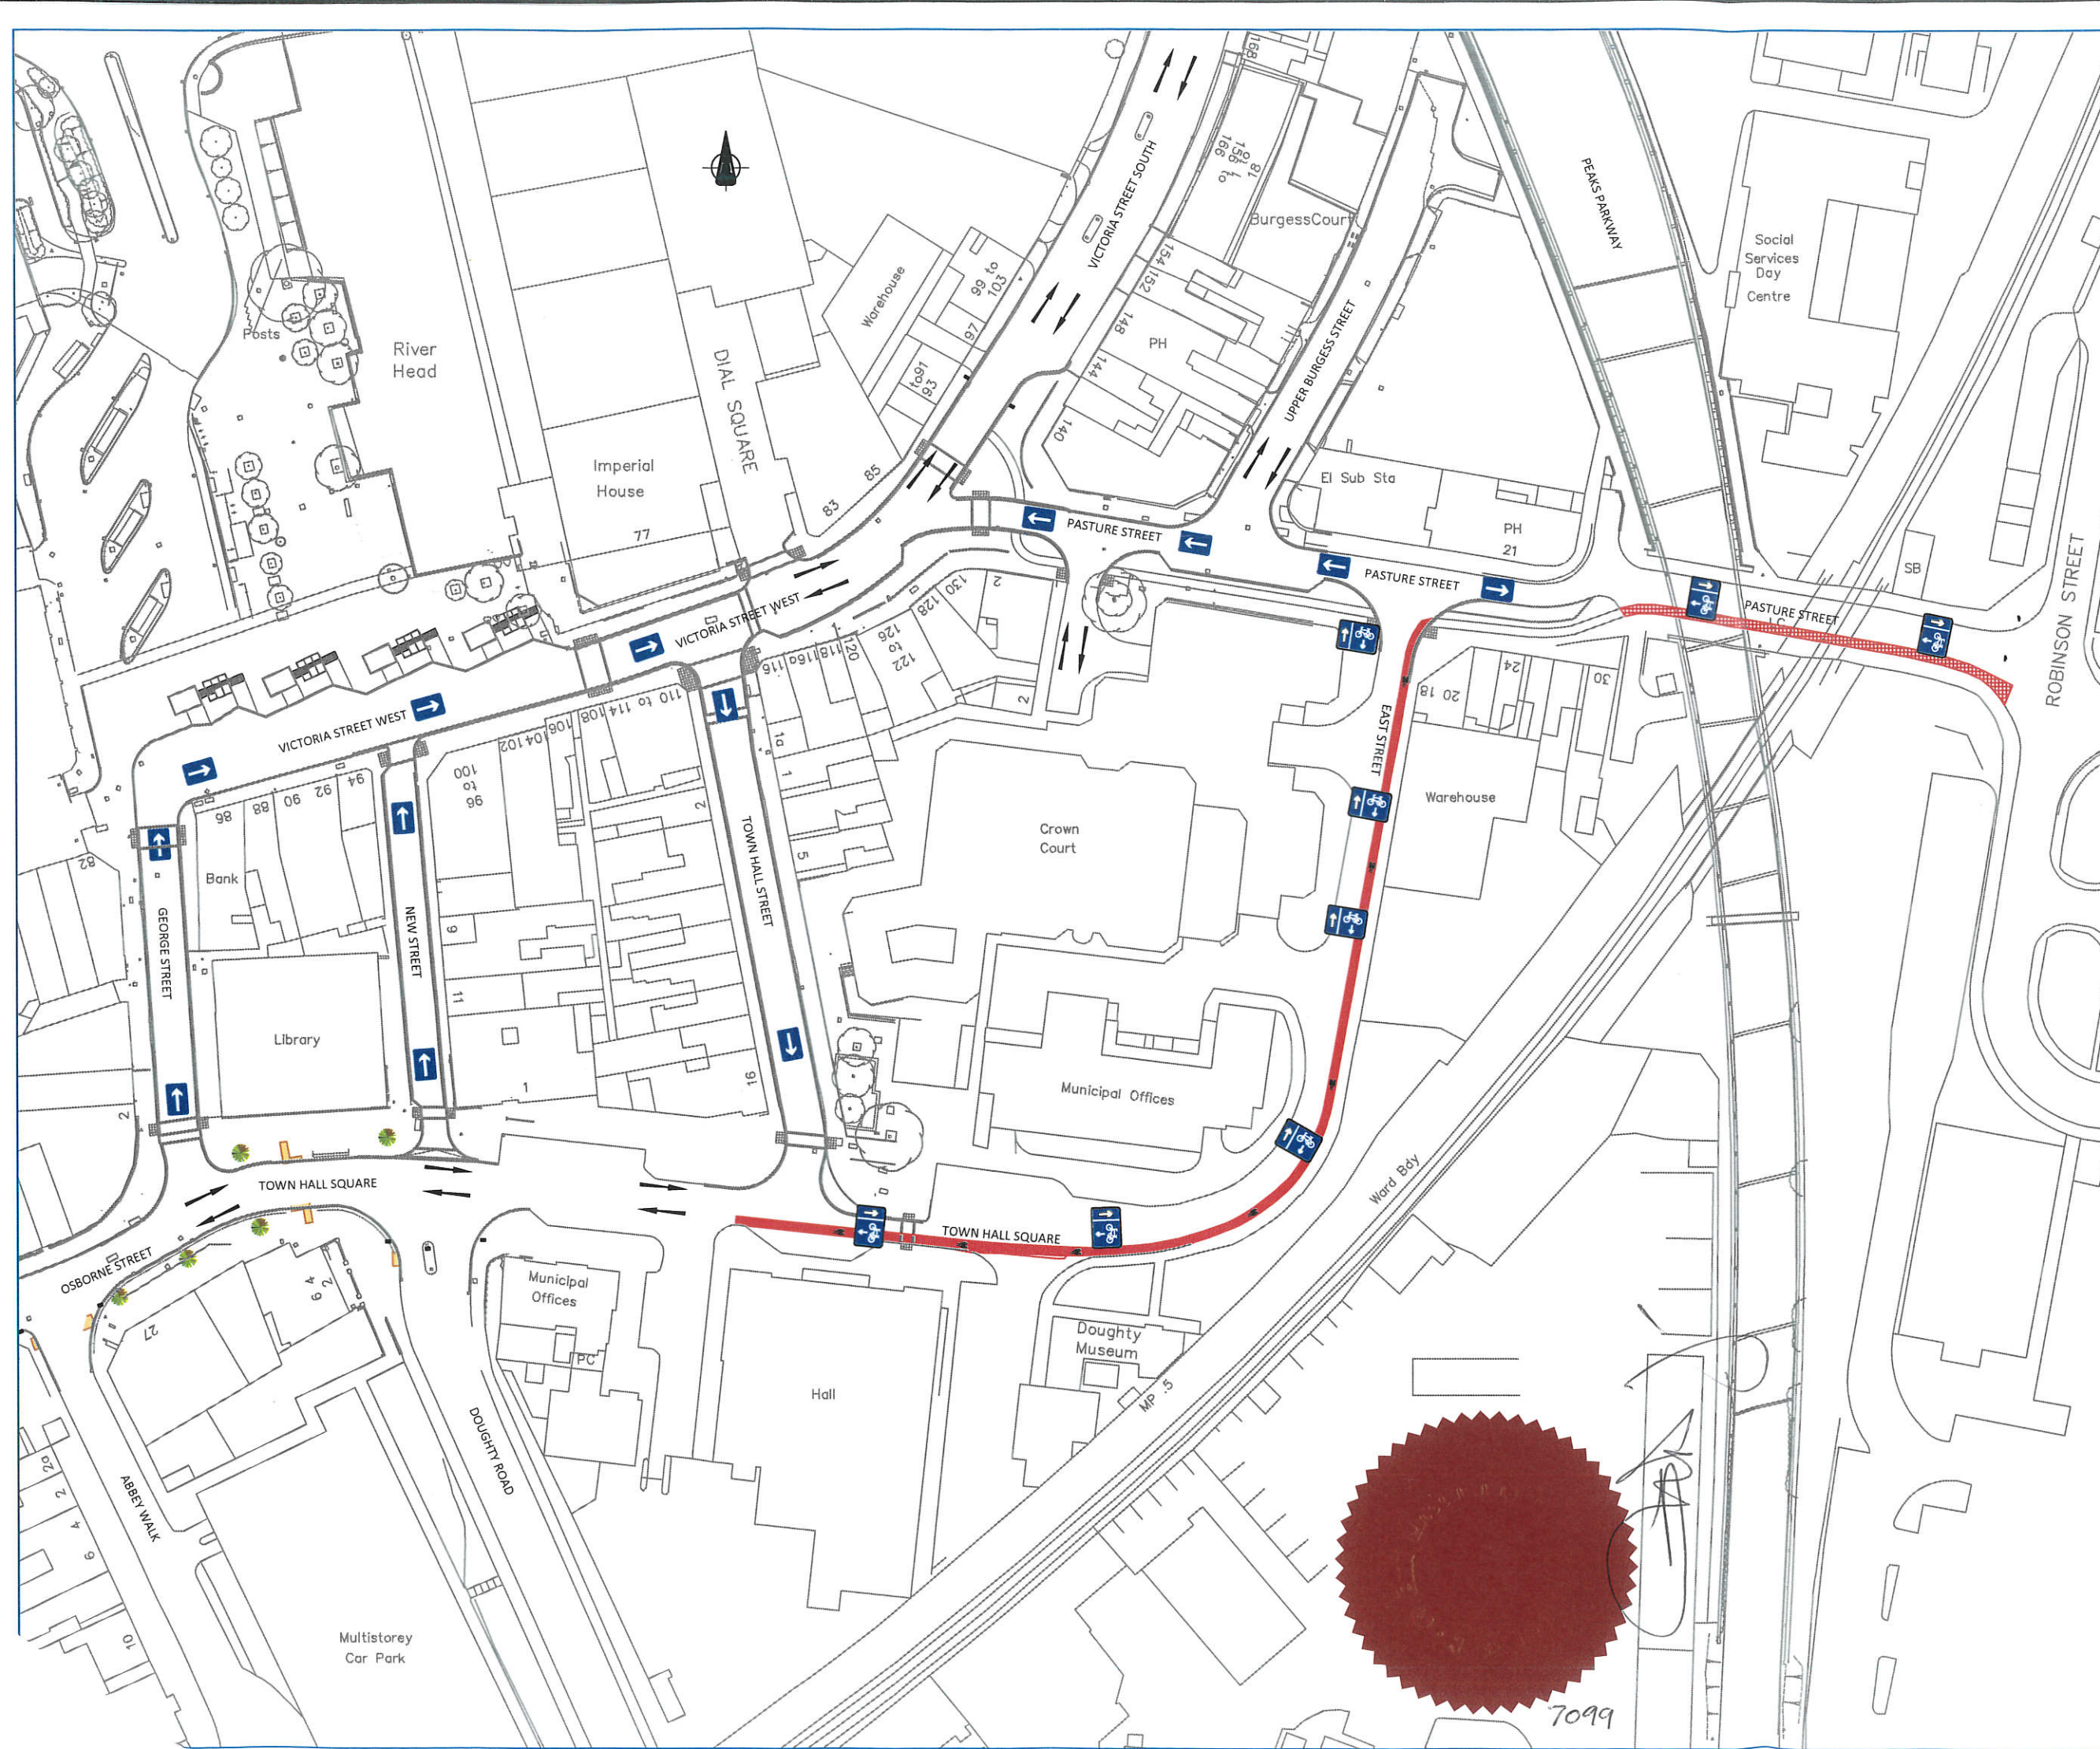 168
VICTORIA STREET SOUTH
156 to 166
1 to 18
BurgessCourt
PEAKS PARKWAY
Social
Services
Day
Centre
Posts
River
Head
Warehouse
99 to
103
97
154
152
148
PH
144
140
UPPER BURGESS STREET
DIAL SQUARE
Imperial
House
77
83
85
El Sub Sta
PH
21
PASTURE STREET
PASTURE STREET
PASTURE STREET
LC
SB
ROBINSON STREET
VICTORIA STREET WEST
VICTORIA STREET WEST
130
128
126
to
122
120
118
116a
116
2
2
110 to 114
108
106
104
102
100
to
96
94
92
90
88
86
82
1a
1
5
2
9
11
1
16
24
20 18
30
EAST STREET
Warehouse
Crown
Court
Bank
GEORGE STREET
NEW STREET
TOWN HALL STREET
Library
2
Municipal Offices
TOWN HALL SQUARE
TOWN HALL SQUARE
OSBORNE STREET
Ward Bdy
27
Municipal
Offices
PC
Hall
Doughty
Museum
MP .5
DOUGHTY ROAD
ABBEY WALK
2a
2
4
6
10
Multistorey
Car Park
7099